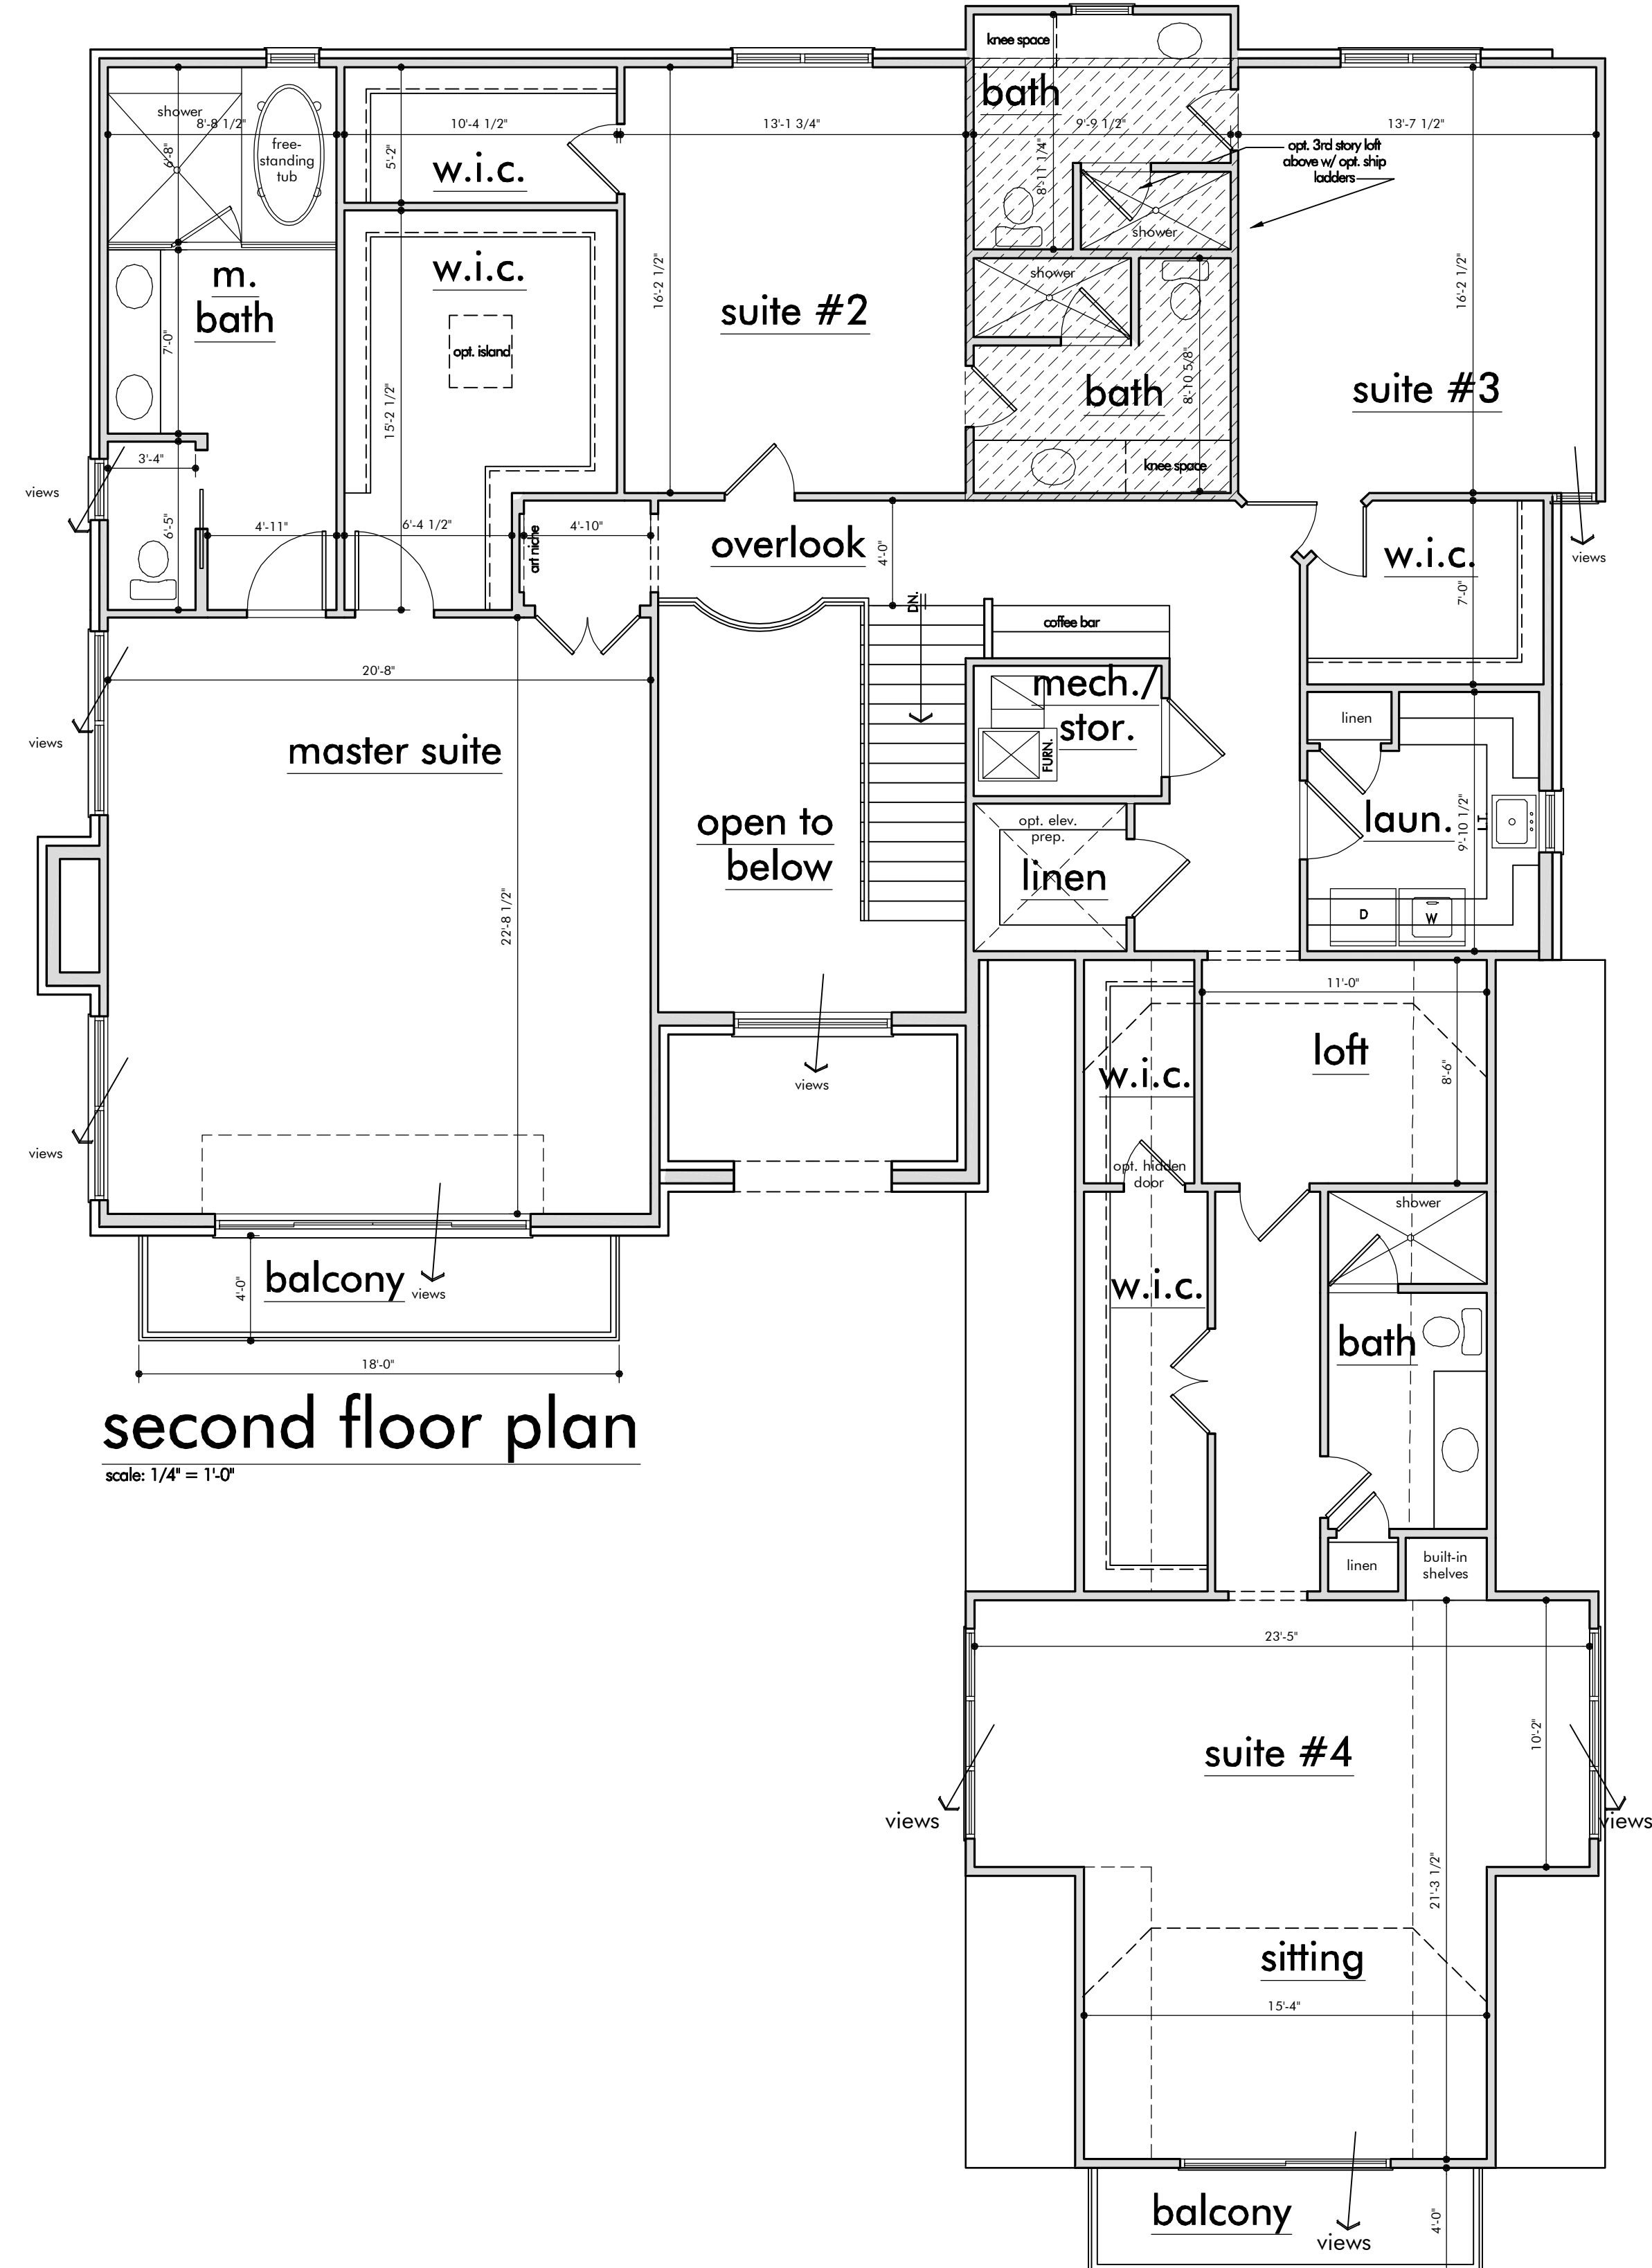 knee space
bath
shower
8'-8 1/2"
10'-4 1/2"
13'-1 3/4"
9'-9 1/2"
13'-7 1/2"
6'-8"
free-
standing
tub
5'-2"
w.i.c.
8'-11 1/4"
opt. 3rd story loft
above w/ opt. ship
ladders
shower
m.
bath
w.i.c.
opt. island
16'-2 1/2"
suite #2
shower
16'-2 1/2"
suite #3
7'-0"
15'-2 1/2"
bath
8'-10 5/8"
knee space
3'-4"
views
6'-5"
4'-11"
6'-4 1/2"
art niche
4'-10"
overlook
4'-0"
w.i.c.
7'-0"
views
DN.
coffee bar
20'-8"
views
master suite
mech./
stor.
FURN.
linen
open to
below
opt. elev.
prep.
linen
laun.
9'-10 1/2"
L.T.
D
W
22'-8 1/2"
11'-0"
loft
8'-6"
w.i.c.
views
views
opt. hidden
door
shower
balcony
4'-0"
views
w.i.c.
bath
18'-0"
second floor plan
scale: 1/4" = 1'-0"
linen
built-in
shelves
23'-5"
suite #4
10'-2"
views
views
21'-3 1/2"
sitting
15'-4"
balcony
views
4'-0"